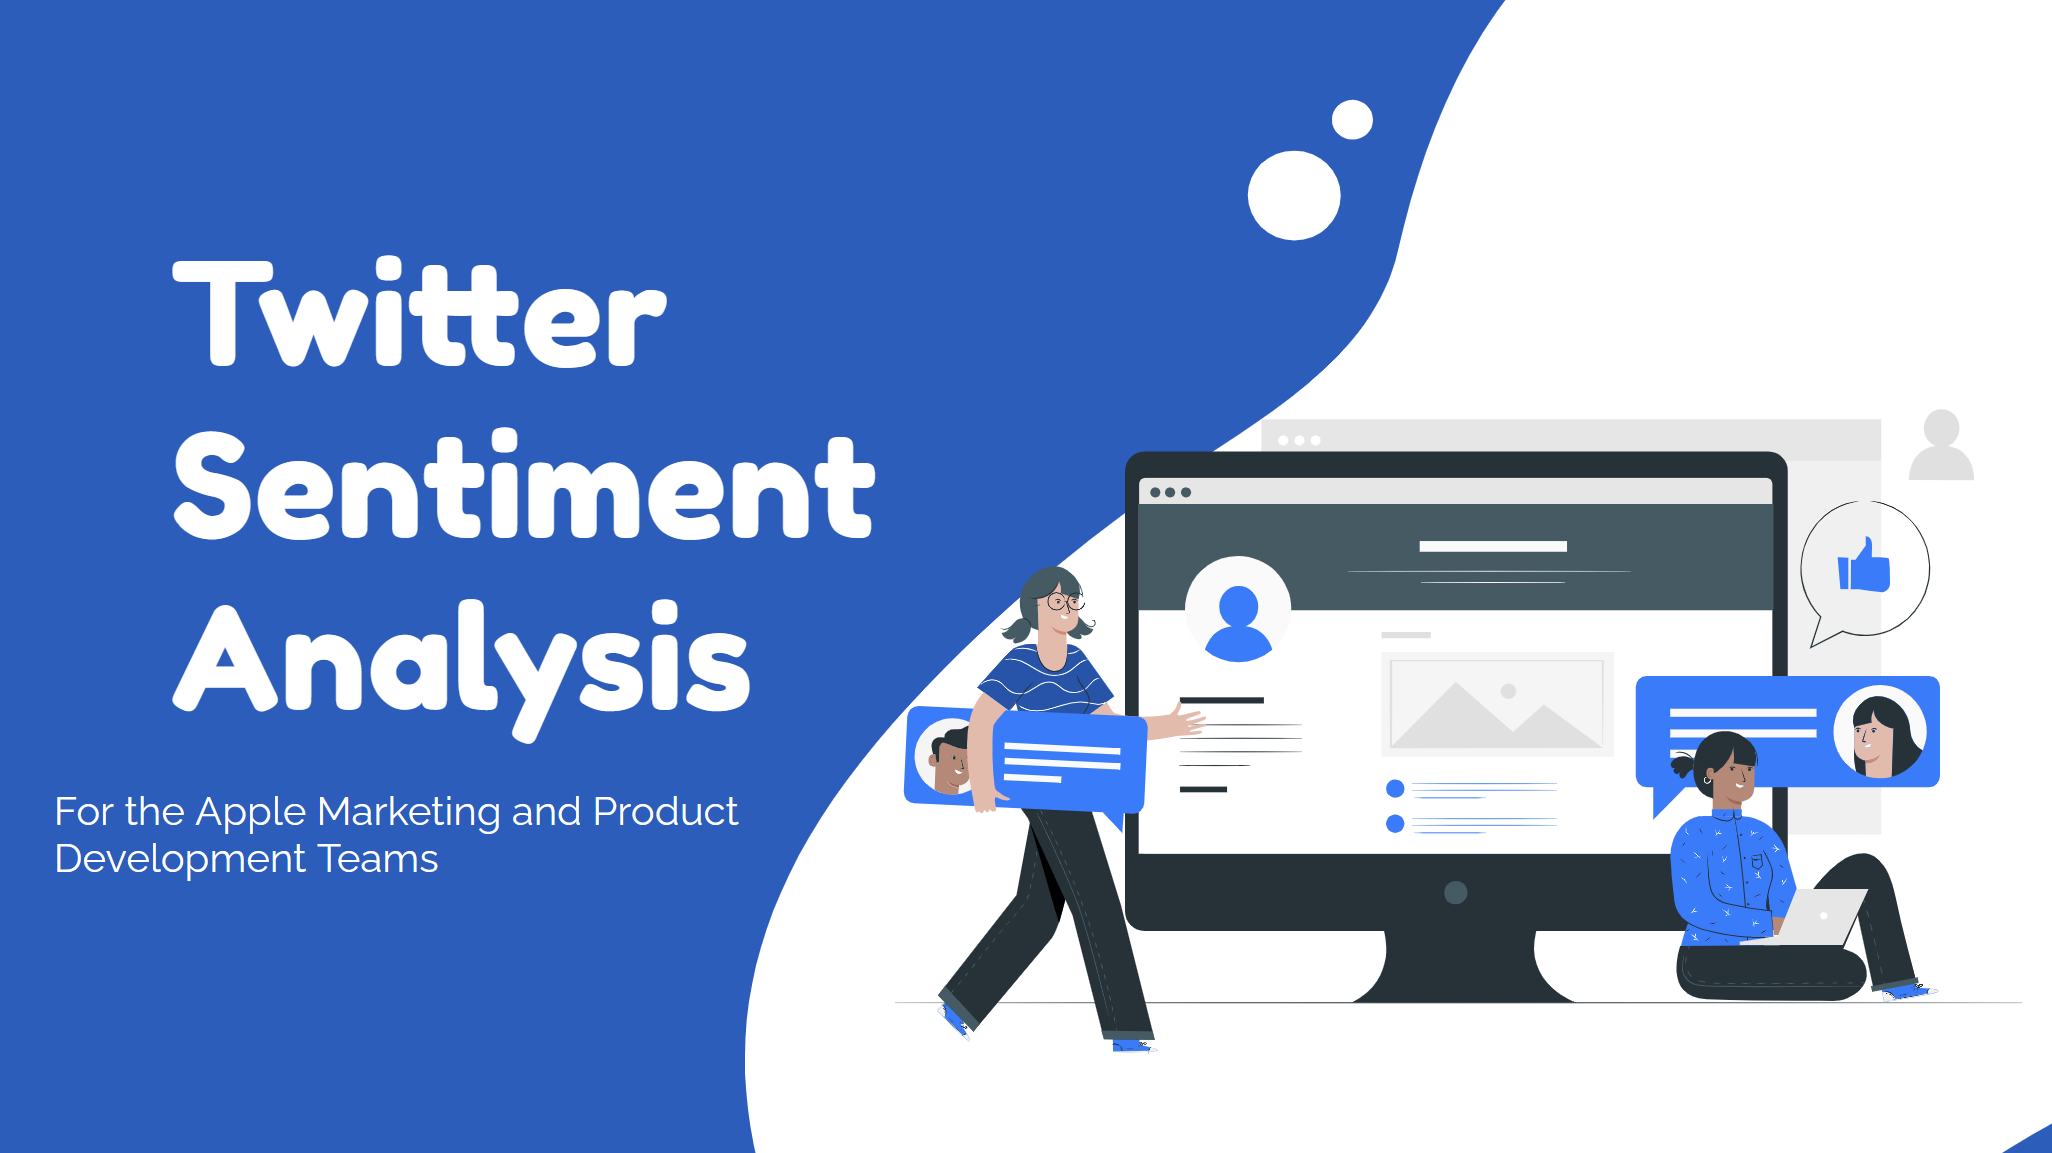 Twitter
Sentiment
Analysis
For the Apple Marketing and Product
Development Teams